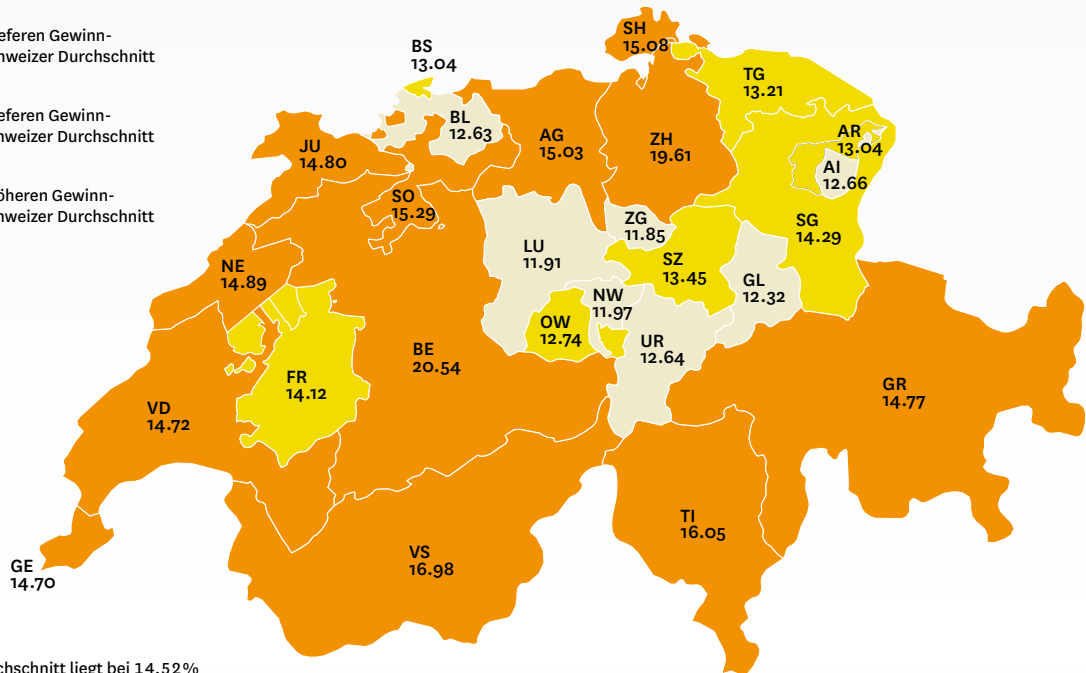 eferen Gewinn-
hweizer Durchschnitt
eferen Gewinn-
hweizer Durchschnitt
öheren Gewinn-
hweizer Durchschnitt
SH
15.08
BS
13.04
TG
13.21
BL
12.63
AG
15.03
ZH
19.61
AR
13.04
JU
14.80
AI
12.66
SO
15.29
ZG
11.85
SG
14.29
LU
11.91
SZ
13.45
NE
14.89
GL
12.32
NW
11.97
OW
12.74
UR
12.64
BE
20.54
FR
14.12
GR
14.77
VD
14.72
TI
16.05
VS
16.98
GE
14.70
chschnitt liegt bei 14.52%